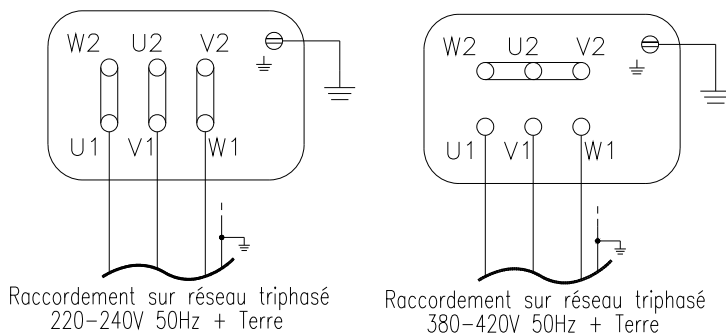 W2 U2 V2
U1 V1 W1
Raccordement sur réseau triphasé
220-240V 50Hz + Terre
W2 U2 V2
U1 V1 W1
Raccordement sur réseau triphasé
380-420V 50Hz + Terre